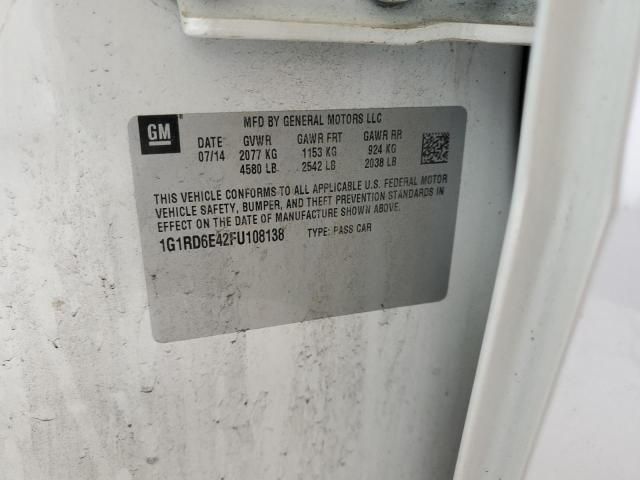 GM
MFD BY GENERAL MOTORS LLC
DATE GVWR GAWR FRT GAWR RR
07/14 2077 KG 1153 KG 924 KG
4580 LB 2542 LB 2038 LB
THIS VEHICLE CONFORMS TO ALL APPLICABLE U.S. FEDERAL MOTOR
VEHICLE SAFETY, BUMPER, AND THEFT PREVENTION STANDARDS IN
EFFECT ON THE DATE OF MANUFACTURE SHOWN ABOVE.
1G1RD6E42FU108138 TYPE: PASS CAR